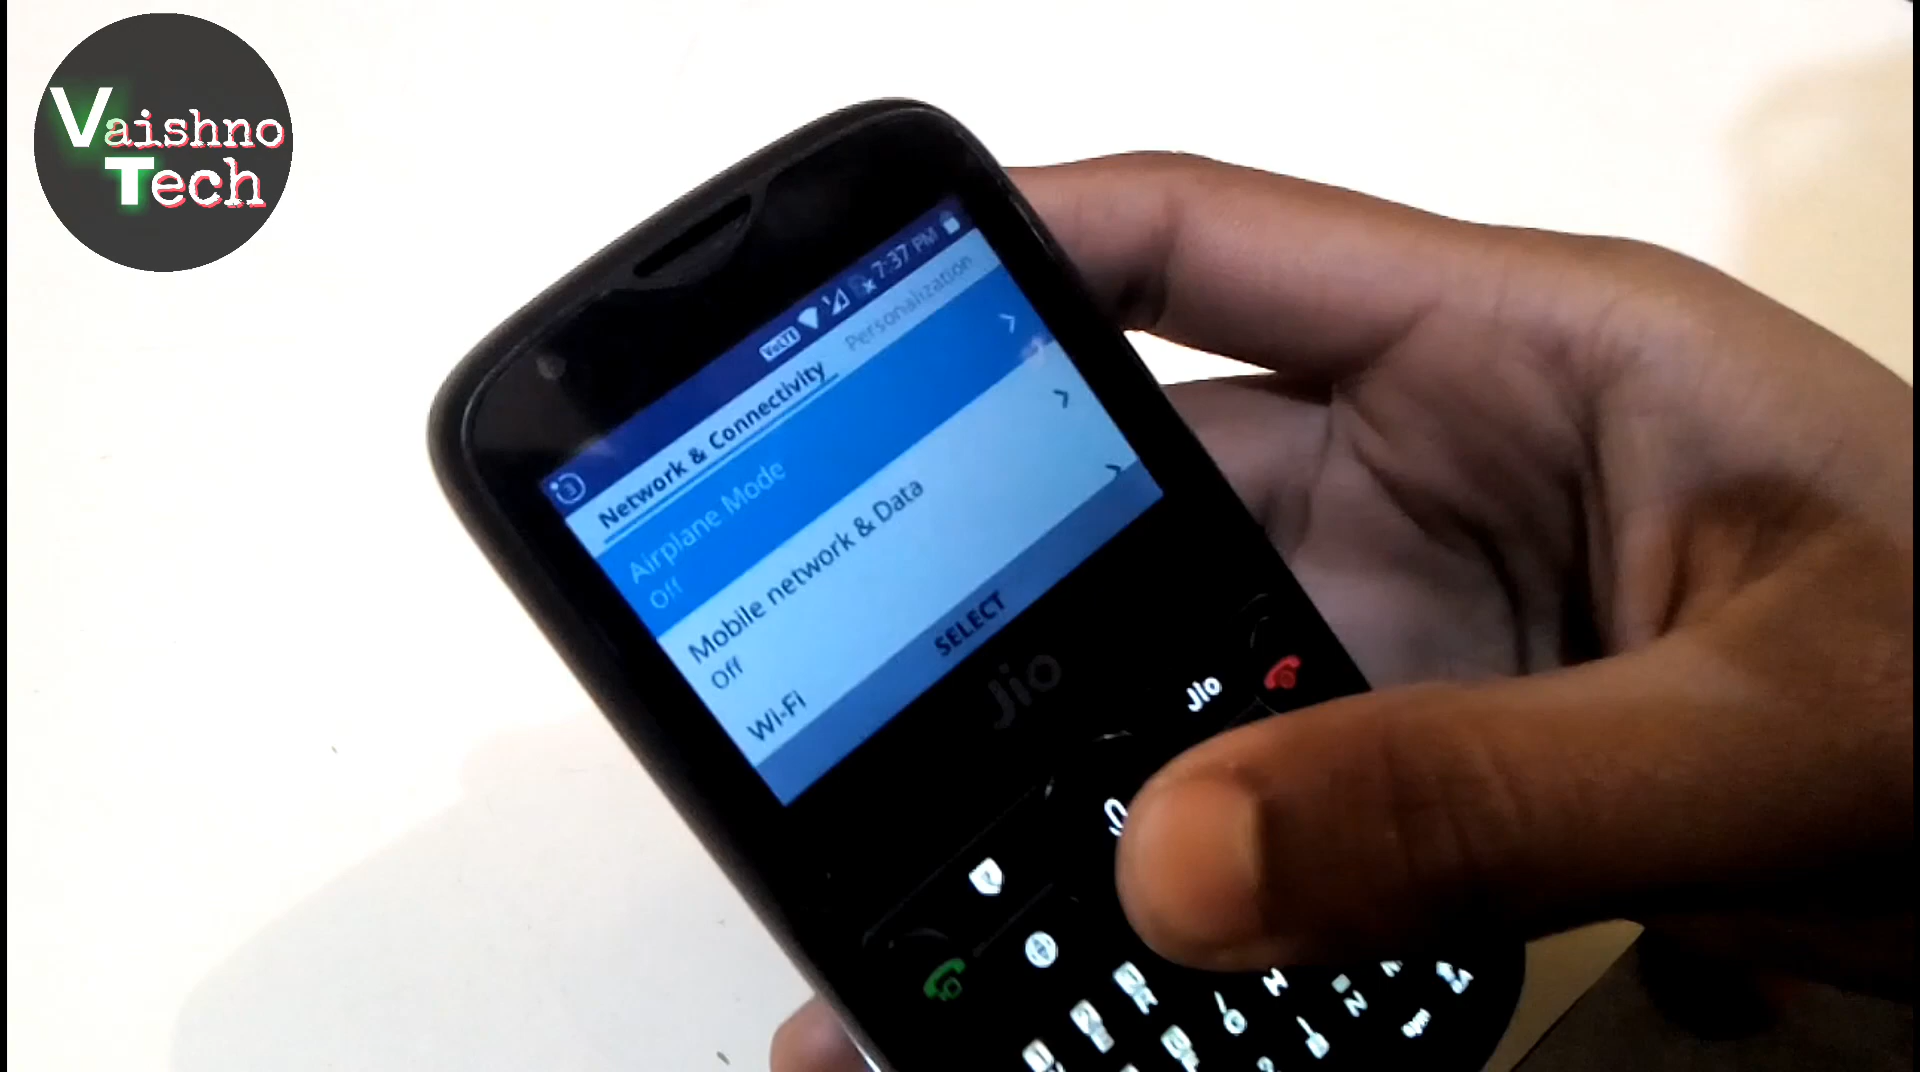 Vaishno
Tech
VoLTE 7:37 PM
Network & Connectivity Personalization
Airplane Mode
Off
Mobile network & Data
Off
Wi-Fi
SELECT
Jio
Jio